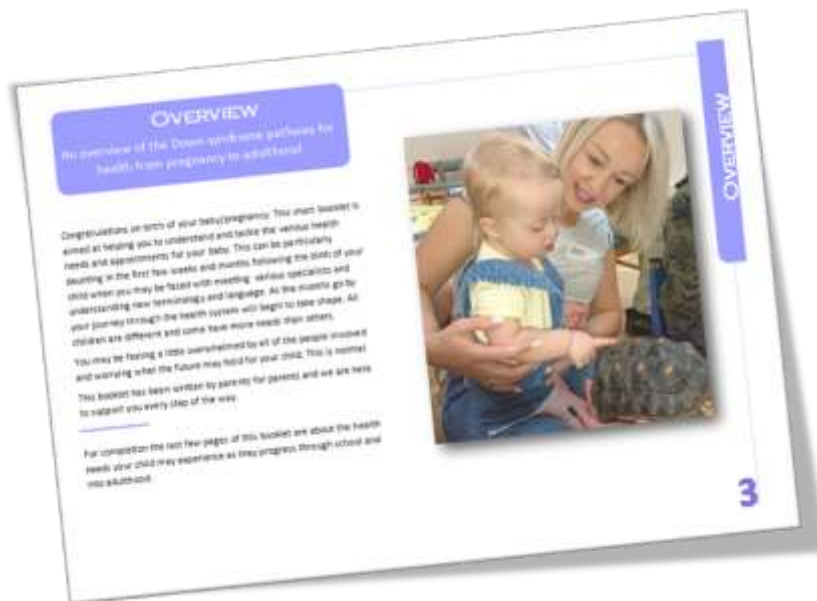 OVERVIEW
An overview of the Down syndrome pathway for
health from pregnancy to adulthood
Congratulations on birth of your baby/pregnancy. This short booklet is
aimed at helping you to understand and tackle the various health
needs and appointments for your baby. This can be particularly
daunting in the first few weeks and months following the birth of your
child when you may be faced with meeting various specialists and
understanding new terminology and language. As the months go by
your journey through the health system will begin to take shape. All
children are different and some have more needs than others.
You may be feeling a little overwhelmed by all of the people involved
and worrying what the future may hold for your child. This is normal
This booklet has been written by parents for parents and we are here
to support you every step of the way.
For completion the last few pages of this booklet are about the health
needs your child may experience as they progress through school and
into adulthood.
OVERVIEW
3